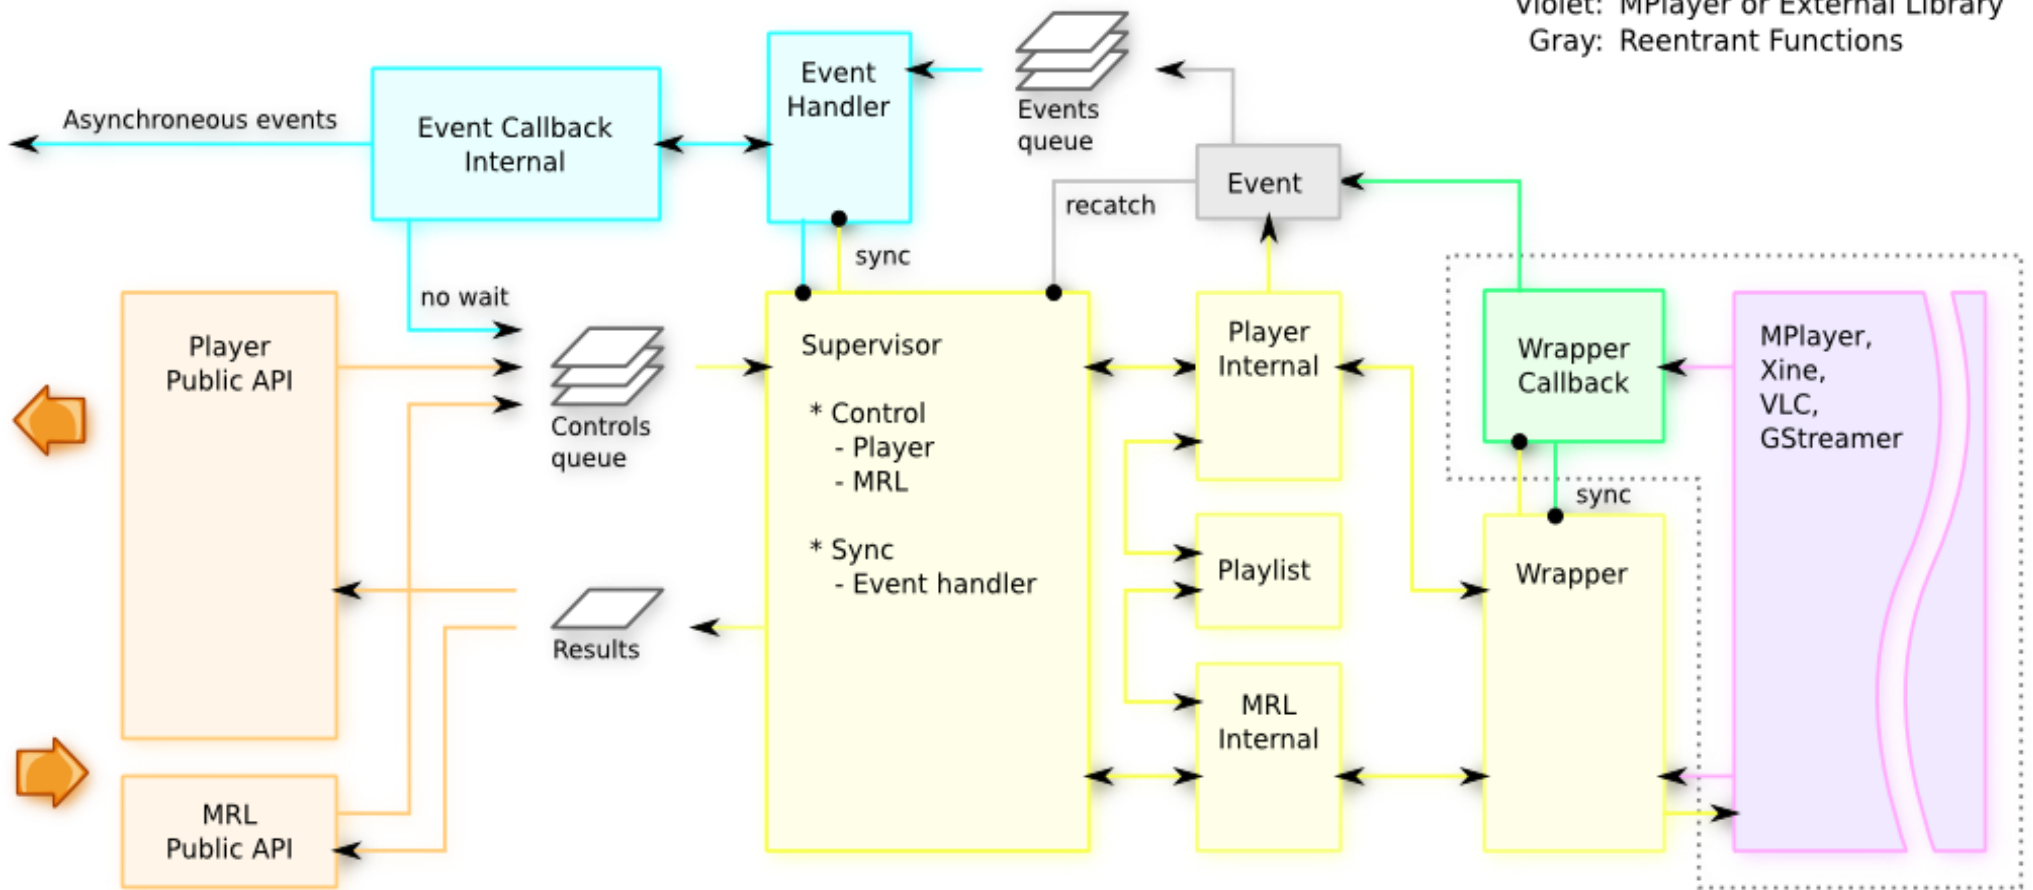 Violet: MPlayer or External Library
Gray: Reentrant Functions
Event
Handler
Events
queue
Asynchroneous events
Event Callback
Internal
Event
recatch
sync
no wait
Player
Public API
Controls
queue
Supervisor
* Control
- Player
- MRL
* Sync
- Event handler
Player
Internal
Wrapper
Callback
MPlayer,
Xine,
VLC,
GStreamer
sync
Playlist
Wrapper
Results
MRL
Internal
MRL
Public API